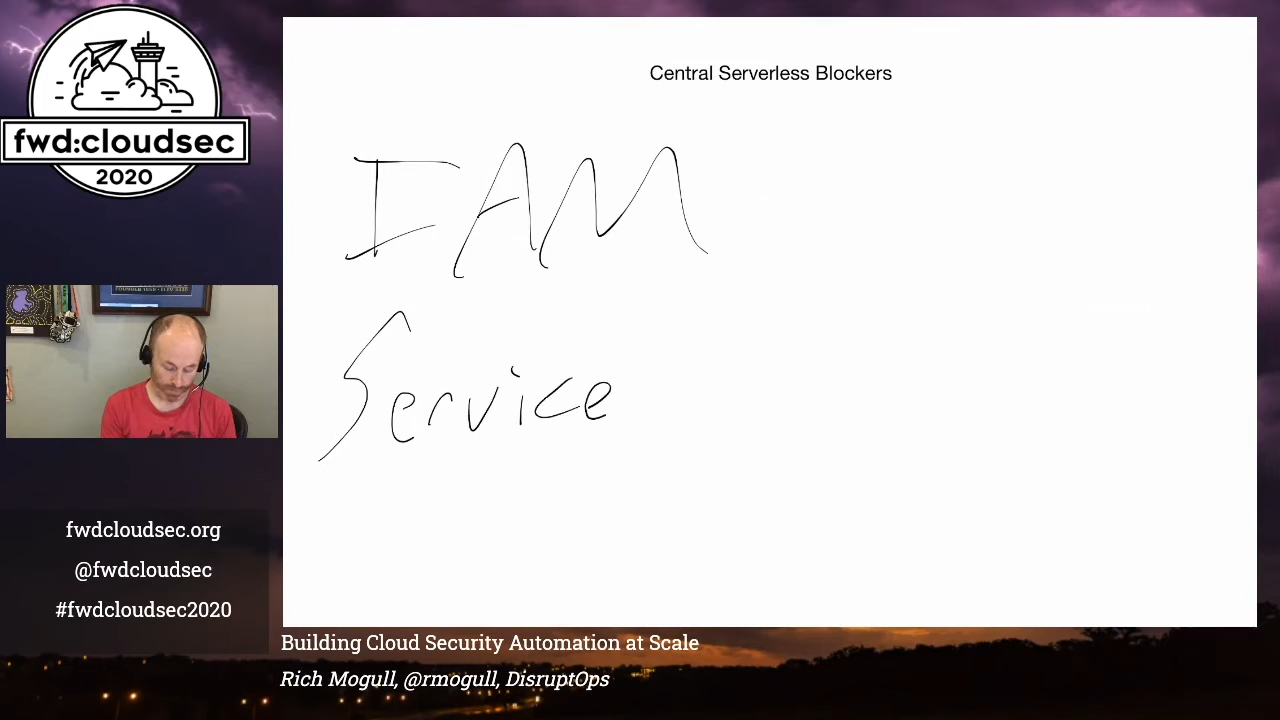 fwd:cloudsec
2020
Central Serverless Blockers
IAM
Service
fwdcloudsec.org
@fwdcloudsec
#fwdcloudsec2020
Building Cloud Security Automation at Scale
Rich Mogull, @rmogull, DisruptOps